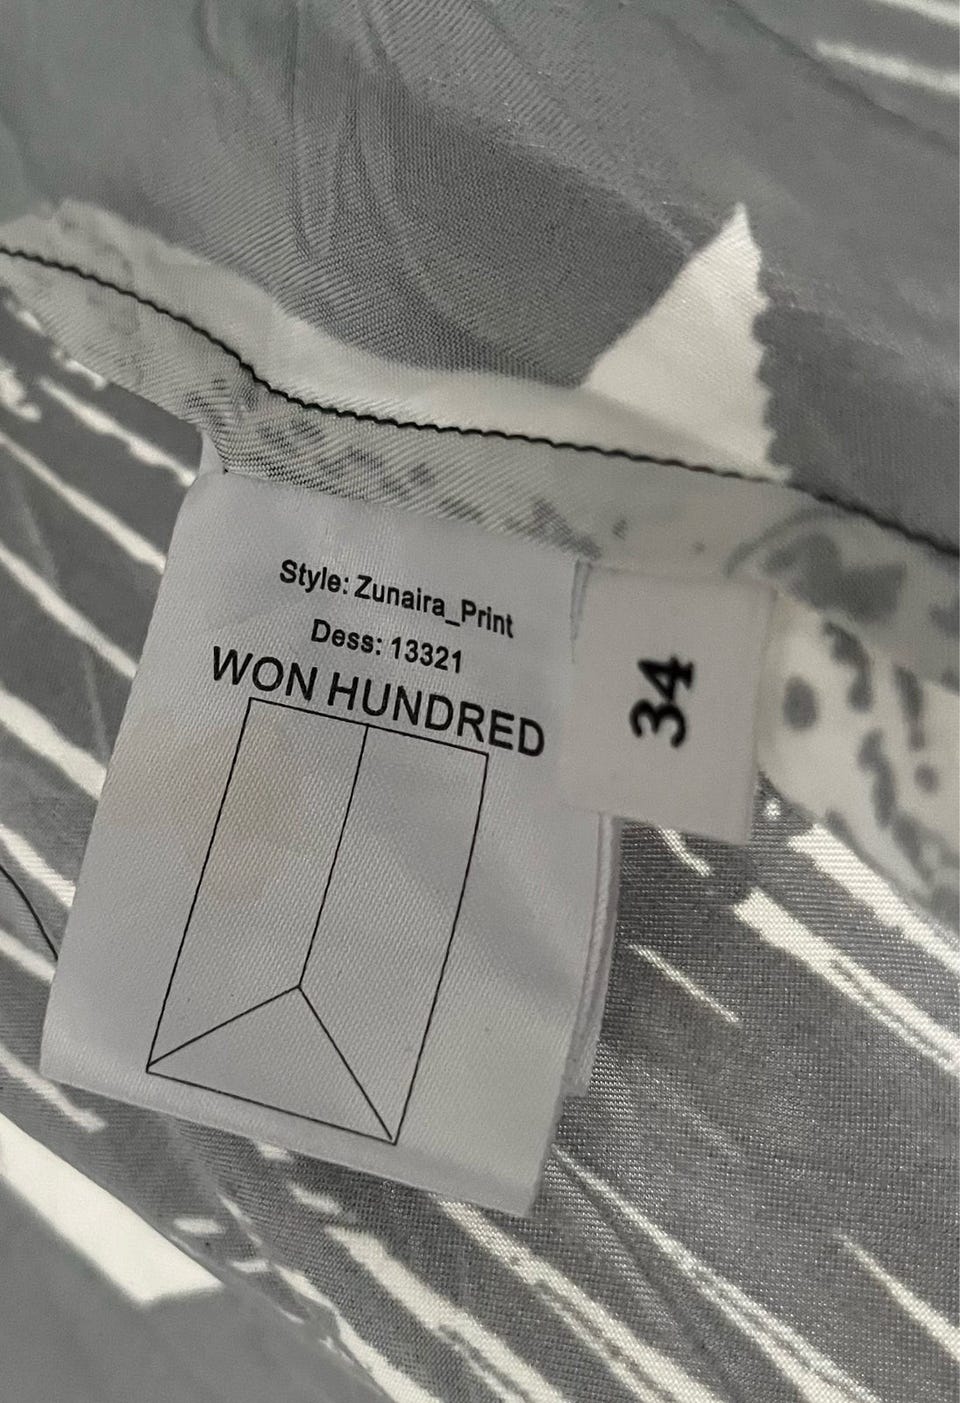 Style: Zunaira_Print
Dess: 13321
WON HUNDRED
34